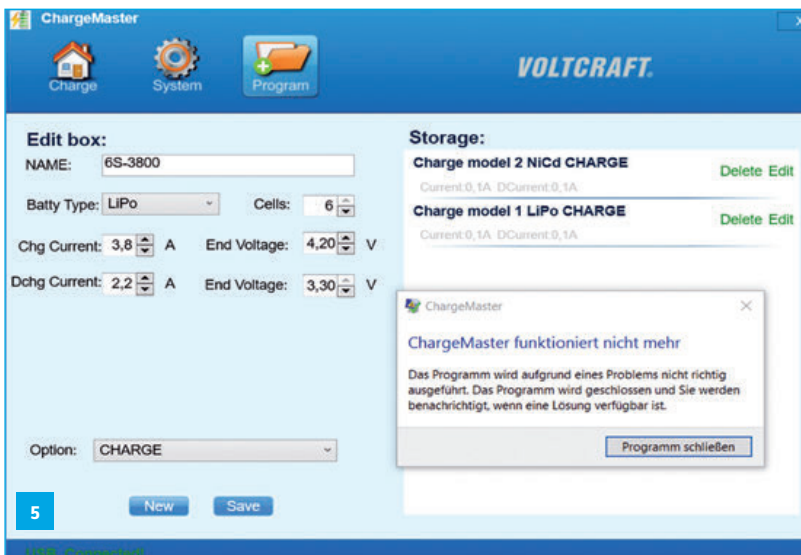 ChargeMaster
Charge
System
Program
VOLTCRAFT.
Edit box:
NAME: 6S-3800
Batty Type: LiPo Cells: 6
Chg Current: 3,8 A End Voltage: 4,20 V
Dchg Current: 2,2 A End Voltage: 3,30 V
Option: CHARGE
New Save
Storage:
Charge model 2 NiCd CHARGE
Delete Edit
Current:0,1A DCurrent:0,1A
Charge model 1 LiPo CHARGE
Delete Edit
Current:0,1A DCurrent:0,1A
ChargeMaster
ChargeMaster funktioniert nicht mehr
Das Programm wird aufgrund eines Problems nicht richtig
ausgeführt. Das Programm wird geschlossen und Sie werden
benachrichtigt, wenn eine Lösung verfügbar ist.
Programm schließen
5